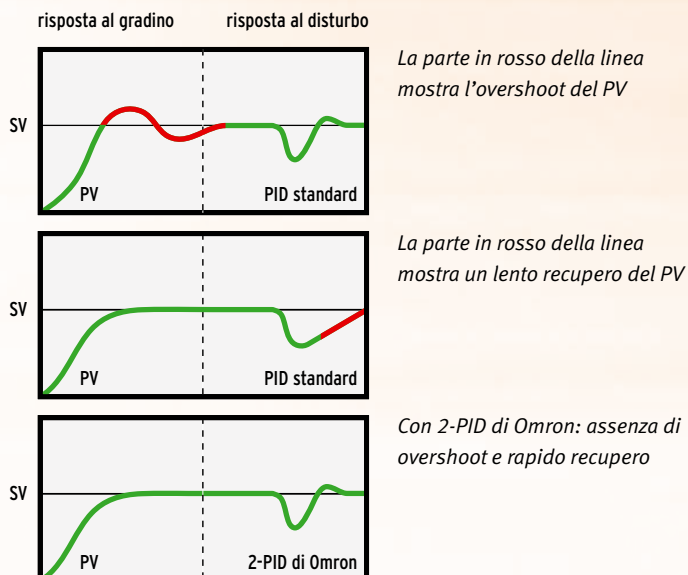 risposta al gradino
risposta al disturbo
SV
PV
PID standard
La parte in rosso della linea
mostra l'overshoot del PV
SV
PV
PID standard
La parte in rosso della linea
mostra un lento recupero del PV
SV
PV
2-PID di Omron
Con 2-PID di Omron: assenza di
overshoot e rapido recupero